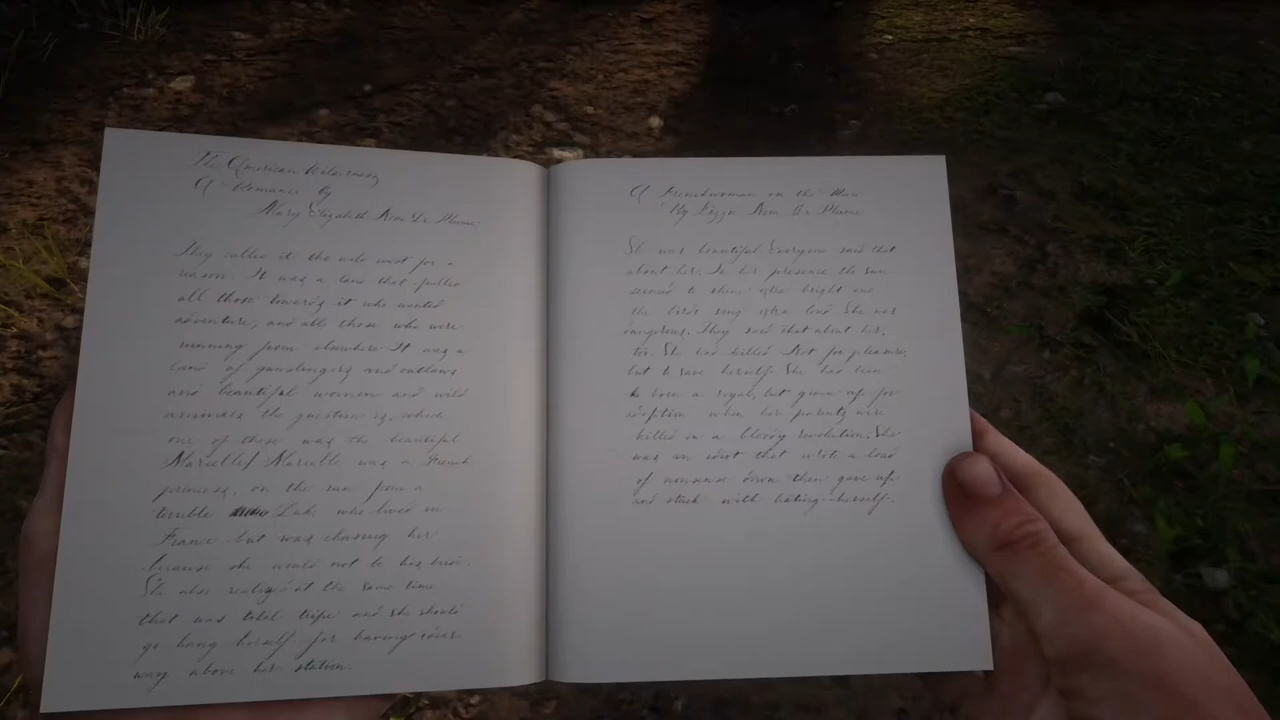 The American Wilderness
A Romance by
Mary Elizabeth Nom De Plume
They called it the wild west for a
reason. It was a land that pulled
all those towards it who wanted
adventure, and all those who were
running from elsewhere It was a
land of gunslingers and outlaws
and beautiful women and wild
animals the question is, which
one of these was the beautiful
Marielle? Marielle was a French
princess, on the run from a
terrible Duke who lived in
France but was chasing her
because she would not be his bride.
She also realized at the same time
that was total tripe and she should
go hang herself for having ideas
way above her station.
A Frenchwoman on the Run
By Lizzie Nom De Plume
She was beautiful. Everyone said that
about her. In her presence the sun
seemed to shine extra bright and
the birds sing extra loud She was
dangerous. They said that about her,
too. She had killed. Not for pleasure,
but to save herself. She had been
born a royal, but given up for
adoption when her parents were
killed in a bloody revolution. She
was an idiot that wrote a load
of nonsense down then gave up
and stuck with hating herself.